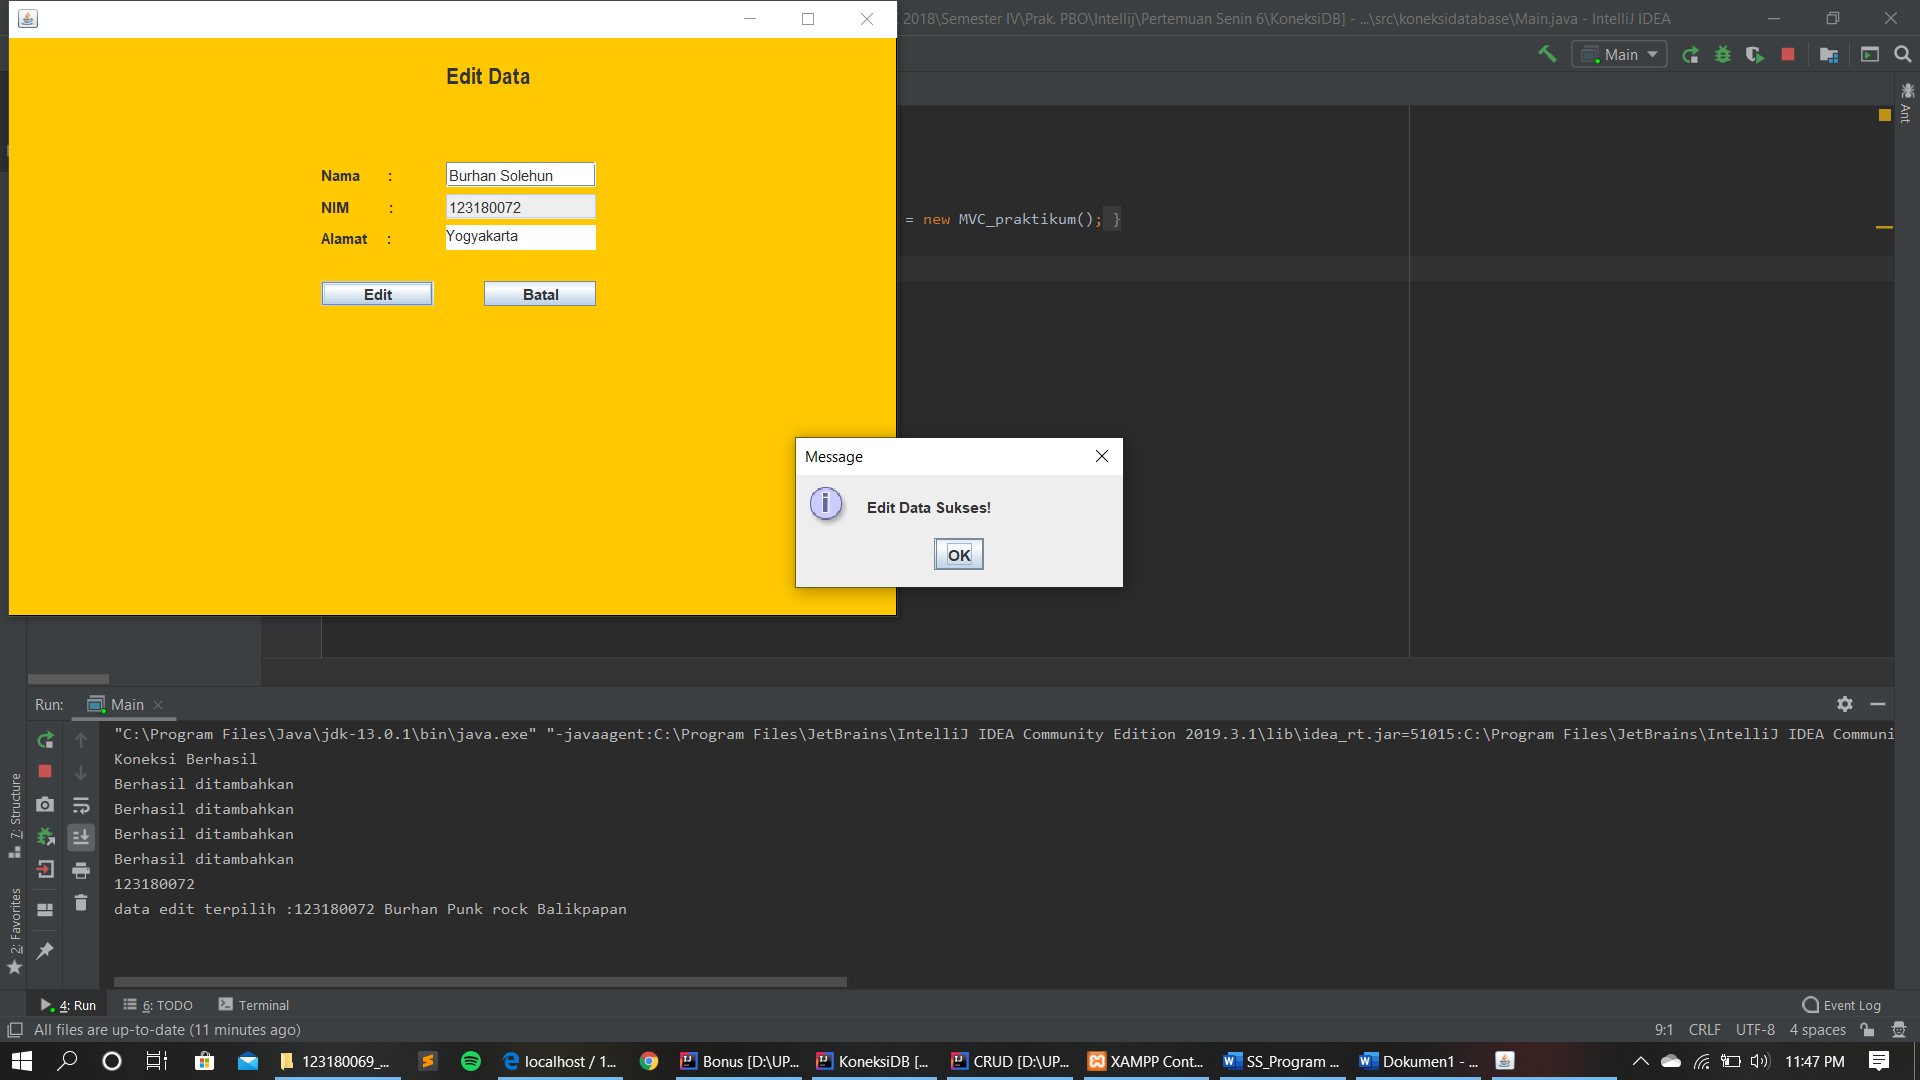 2018\Semester IV\Prak. PBO\Intellij\Pertemuan Senin 6\KoneksiDB] - ...\src\koneksidatabase\Main.java - IntelliJ IDEA
Main
Ant
Edit Data
Nama :
Burhan Solehun
NIM :
123180072
Alamat :
Yogyakarta
Edit
Batal
= new MVC_praktikum(); }
Message
Edit Data Sukses!
OK
Run:
Main
"C:\Program Files\Java\jdk-13.0.1\bin\java.exe" "-javaagent:C:\Program Files\JetBrains\IntelliJ IDEA Community Edition 2019.3.1\lib\idea_rt.jar=51015:C:\Program Files\JetBrains\IntelliJ IDEA Communi
Koneksi Berhasil
Berhasil ditambahkan
Berhasil ditambahkan
Berhasil ditambahkan
Berhasil ditambahkan
123180072
data edit terpilih :123180072 Burhan Punk rock Balikpapan
7: Structure
2: Favorites
4: Run
6: TODO
Terminal
Event Log
All files are up-to-date (11 minutes ago)
9:1 CRLF UTF-8 4 spaces
123180069_...
localhost / 1...
Bonus [D:\UP...
KoneksiDB [...
CRUD [D:\UP...
XAMPP Cont...
SS_Program ...
Dokumen1 - ...
11:47 PM